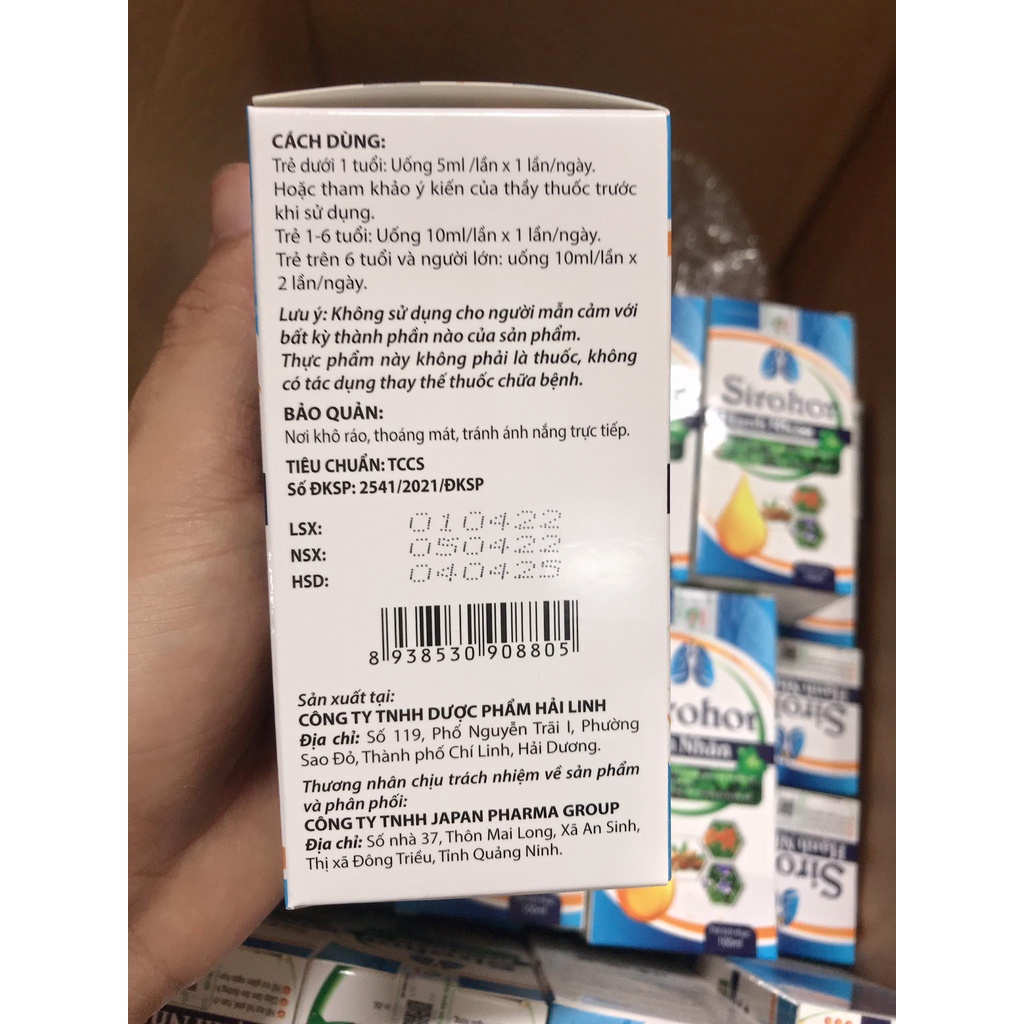 CÁCH DÙNG:
Trẻ dưới 1 tuổi: Uống 5ml /lần x 1 lần/ngày.
Hoặc tham khảo ý kiến của thầy thuốc trước
khi sử dụng.
Trẻ 1-6 tuổi: Uống 10ml/lần x 1 lần/ngày.
Trẻ trên 6 tuổi và người lớn: uống 10ml/lần x
2 lần/ngày.
Lưu ý: Không sử dụng cho người mẫn cảm với
bất kỳ thành phần nào của sản phẩm.
Thực phẩm này không phải là thuốc, không
có tác dụng thay thế thuốc chữa bệnh.
BẢO QUẢN:
Nơi khô ráo, thoáng mát, tránh ánh nắng trực tiếp.
TIÊU CHUẨN: TCCS
Số ĐKSP: 2541/2021/ĐKSP
LSX: 010422
NSX: 050422
HSD: 040425
8 938530 908805
Sản xuất tại:
CÔNG TY TNHH DƯỢC PHẨM HẢI LINH
Địa chỉ: Số 119, Phố Nguyễn Trãi I, Phường
Sao Đỏ, Thành phố Chí Linh, Hải Dương.
Thương nhân chịu trách nhiệm về sản phẩm
và phân phối:
CÔNG TY TNHH JAPAN PHARMA GROUP
Địa chỉ: Số nhà 37, Thôn Mai Long, Xã An Sinh,
Thị xã Đông Triều, Tỉnh Quảng Ninh.
Sirohor
rohor
Nhân
Siro
Siro
100ml